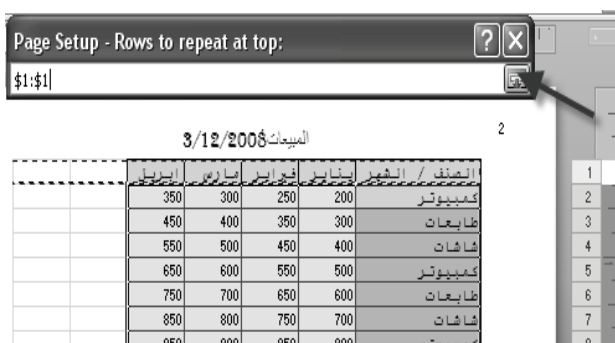 Page Setup - Rows to repeat at top:
$1:$1
2
المبيعات 3/12/2008
الصنف / الشهر يناير فبراير مارس ابريل
1
كمبيوتر 200 250 300 350
2
طابعات 300 350 400 450
3
شاشات 400 450 500 550
4
كمبيوتر 500 550 600 650
5
طابعات 600 650 700 750
6
شاشات 700 750 800 850
7